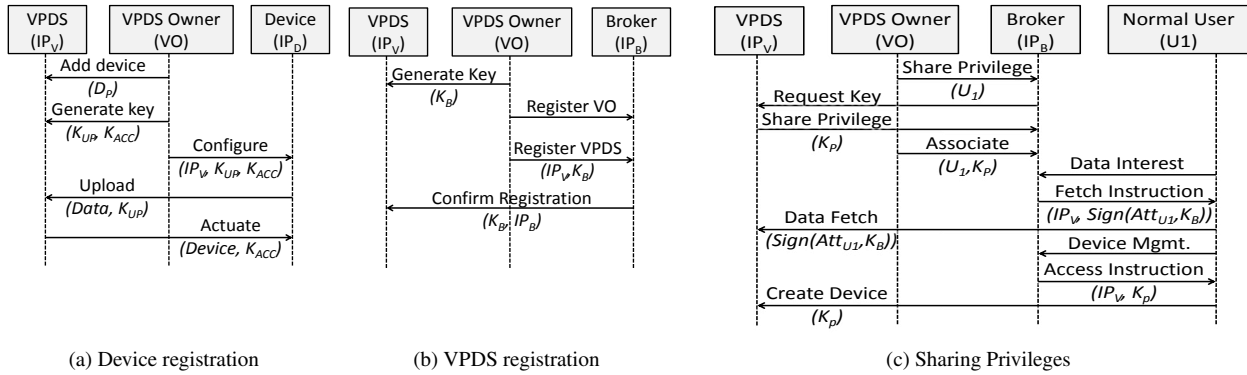 VPDS
(IP_V)
VPDS Owner
(VO)
Device
(IP_D)
Add device
(D_P)
Generate key
(K_UP, K_ACC)
Configure
(IP_V, K_UP, K_ACC)
Upload
(Data, K_UP)
Actuate
(Device, K_ACC)
(a) Device registration
VPDS
(IP_V)
VPDS Owner
(VO)
Broker
(IP_B)
Generate Key
(K_B)
Register VO
Register VPDS
(IP_V,K_B)
Confirm Registration
(K_B, IP_B)
(b) VPDS registration
VPDS
(IP_V)
VPDS Owner
(VO)
Broker
(IP_B)
Normal User
(U1)
Share Privilege
(U_1)
Request Key
Share Privilege
(K_P)
Associate
(U_1,K_P)
Data Interest
Fetch Instruction
(IP_V, Sign(Att_U1,K_B))
Data Fetch
(Sign(Att_U1,K_B))
Device Mgmt.
Access Instruction
(IP_V, K_p)
Create Device
(K_p)
(c) Sharing Privileges